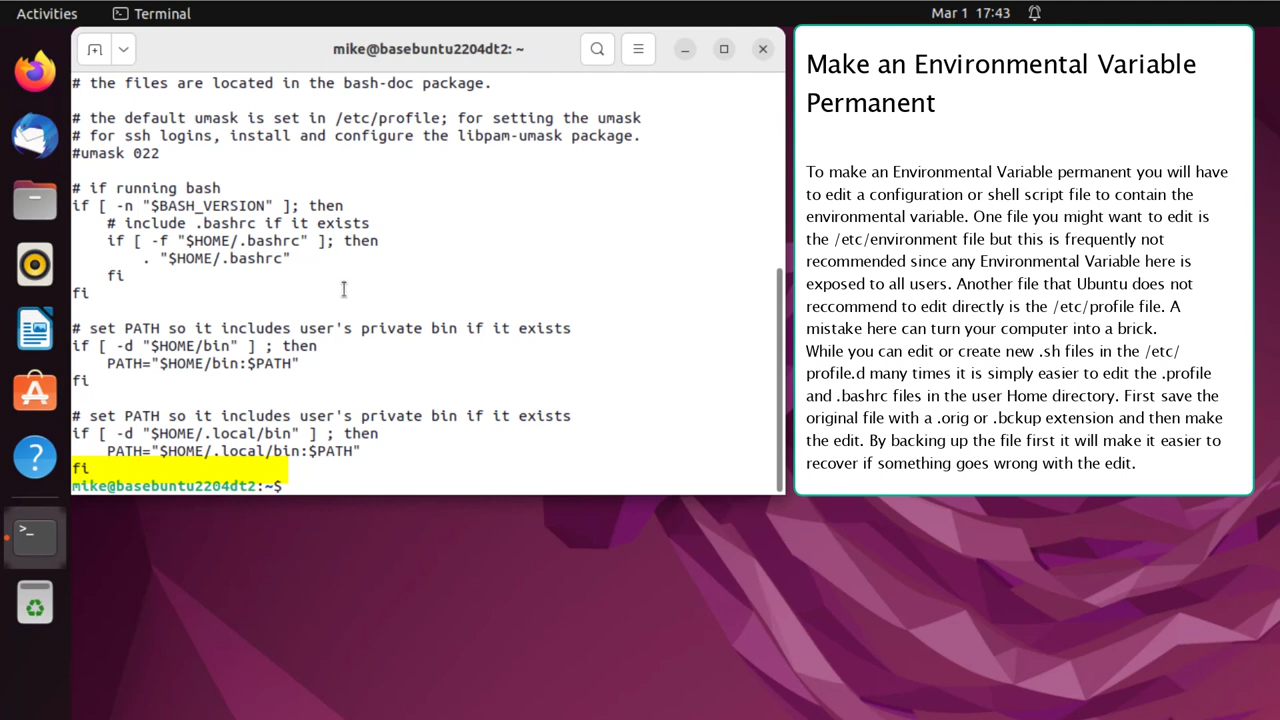 Activities
Terminal
Mar 1 17:43
mike@basebuntu2204dt2: ~
# the files are located in the bash-doc package.
# the default umask is set in /etc/profile; for setting the umask
# for ssh logins, install and configure the libpam-umask package.
#umask 022
# if running bash
if [ -n "$BASH_VERSION" ]; then
    # include .bashrc if it exists
    if [ -f "$HOME/.bashrc" ]; then
        . "$HOME/.bashrc"
    fi
fi
# set PATH so it includes user's private bin if it exists
if [ -d "$HOME/bin" ] ; then
    PATH="$HOME/bin:$PATH"
fi
# set PATH so it includes user's private bin if it exists
if [ -d "$HOME/.local/bin" ] ; then
    PATH="$HOME/.local/bin:$PATH"
fi
mike@basebuntu2204dt2:~$
Make an Environmental Variable
Permanent
To make an Environmental Variable permanent you will have
to edit a configuration or shell script file to contain the
environmental variable. One file you might want to edit is
the /etc/environment file but this is frequently not
recommended since any Environmental Variable here is
exposed to all users. Another file that Ubuntu does not
reccommend to edit directly is the /etc/profile file. A
mistake here can turn your computer into a brick.
While you can edit or create new .sh files in the /etc/
profile.d many times it is simply easier to edit the .profile
and .bashrc files in the user Home directory. First save the
original file with a .orig or .bckup extension and then make
the edit. By backing up the file first it will make it easier to
recover if something goes wrong with the edit.